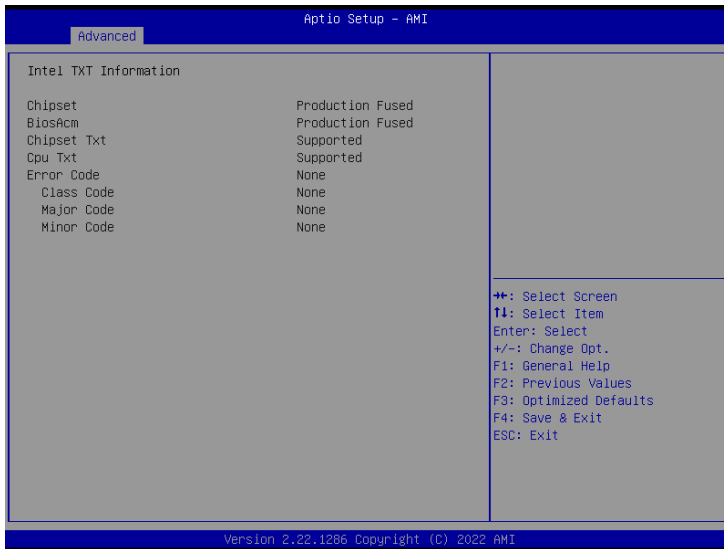 Aptio Setup – AMI
Advanced
Intel TXT Information
Chipset Production Fused
BiosAcm Production Fused
Chipset Txt Supported
Cpu Txt Supported
Error Code None
Class Code None
Major Code None
Minor Code None
→←: Select Screen
↑↓: Select Item
Enter: Select
+/-: Change Opt.
F1: General Help
F2: Previous Values
F3: Optimized Defaults
F4: Save & Exit
ESC: Exit
Version 2.22.1286 Copyright (C) 2022 AMI